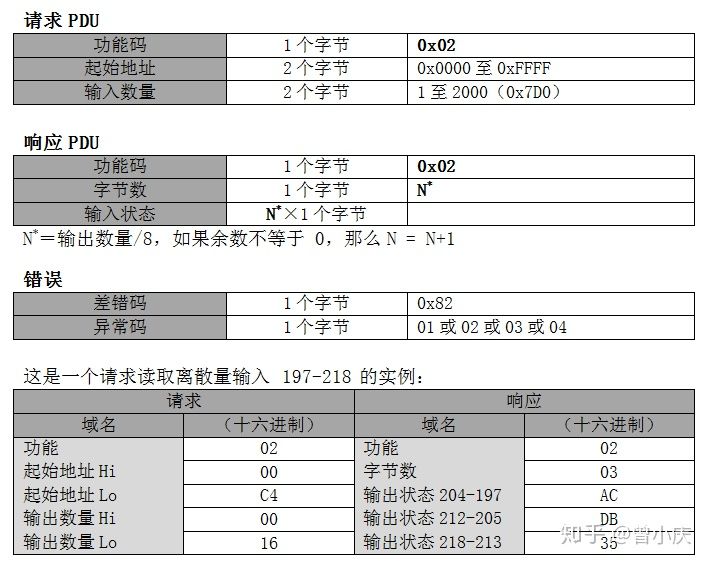 请求 PDU
功能码 1 个字节 0x02
起始地址 2 个字节 0x0000 至 0xFFFF
输入数量 2 个字节 1 至 2000（0x7D0）
响应 PDU
功能码 1 个字节 0x02
字节数 1 个字节 N*
输入状态 N*×1 个字节
N*＝输出数量/8，如果余数不等于 0，那么 N = N+1
错误
差错码 1 个字节 0x82
异常码 1 个字节 01 或 02 或 03 或 04
这是一个请求读取离散量输入 197-218 的实例：
请求 响应
域名 （十六进制） 域名 （十六进制）
功能 02 功能 02
起始地址 Hi 00 字节数 03
起始地址 Lo C4 输出状态 204-197 AC
输出数量 Hi 00 输出状态 212-205 DB
输出数量 Lo 16 输出状态 218-213 35
知乎 @曾小庆